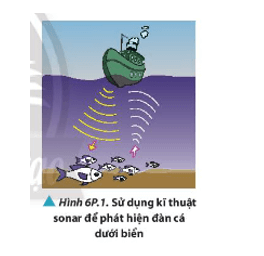 Hình 6P.1. Sử dụng kĩ thuật
sonar để phát hiện đàn cá
dưới biển